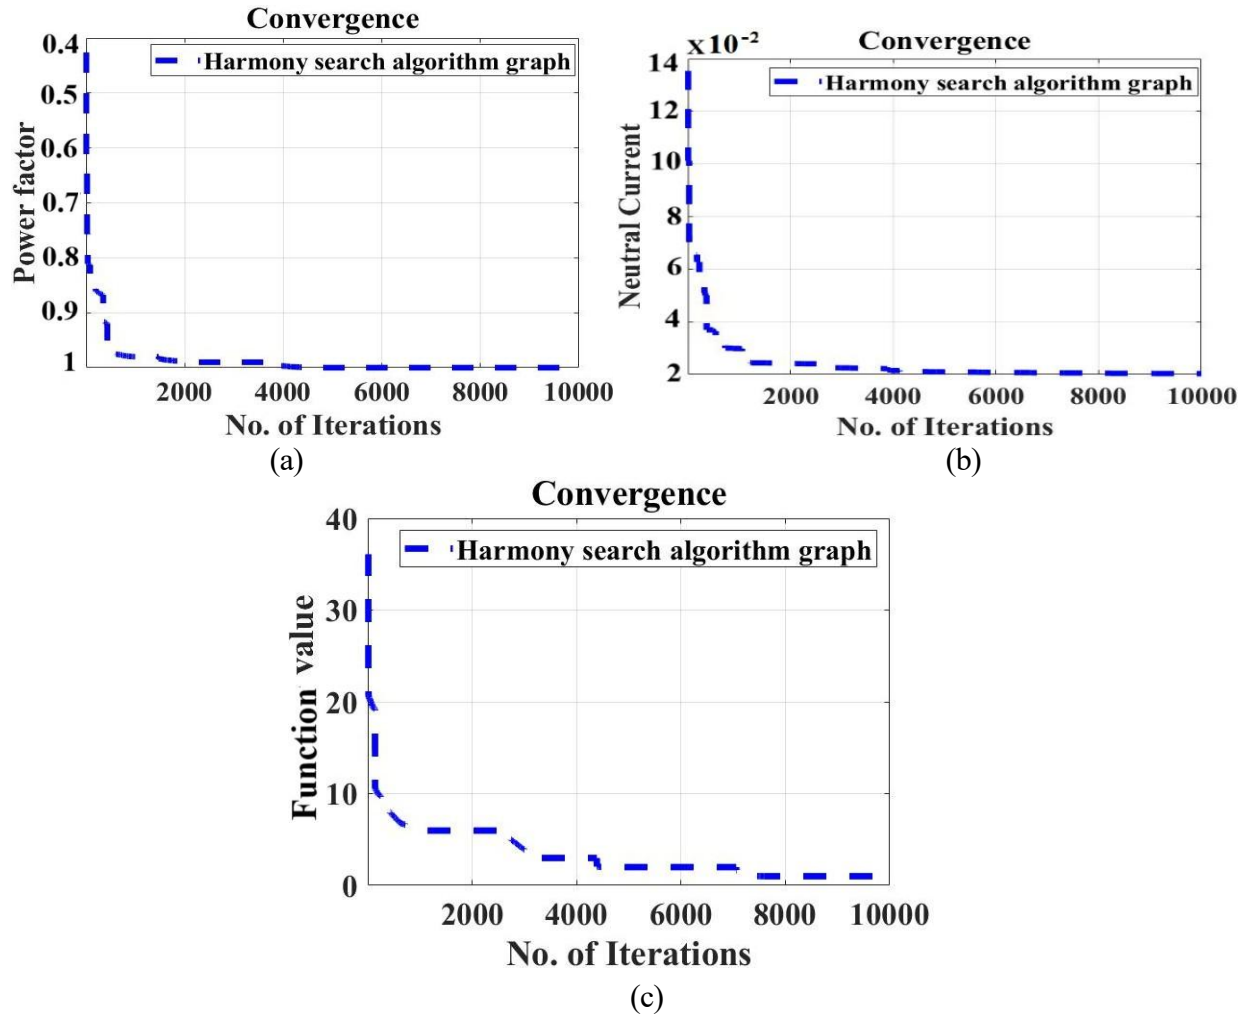 Convergence
0.4
Harmony search algorithm graph
0.5
0.6
0.7
0.8
0.9
1
Power factor
2000 4000 6000 8000 10000
No. of Iterations
(a)
x10-2
Convergence
14
Harmony search algorithm graph
12
10
8
6
4
2
Neutral Current
2000 4000 6000 8000 10000
No. of Iterations
(b)
Convergence
40
Harmony search algorithm graph
30
20
10
0
Function value
2000 4000 6000 8000 10000
No. of Iterations
(c)